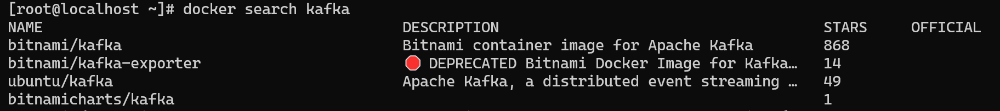 [root@localhost ~]# docker search kafka
NAME DESCRIPTION STARS OFFICIAL
bitnami/kafka Bitnami container image for Apache Kafka 868
bitnami/kafka-exporter 🛑 DEPRECATED Bitnami Docker Image for Kafka… 14
ubuntu/kafka Apache Kafka, a distributed event streaming … 49
bitnamicharts/kafka 1